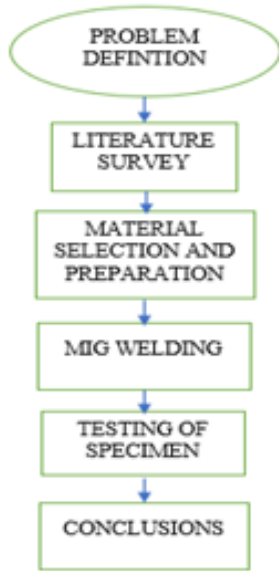 PROBLEM
DEFINTION
LITERATURE
SURVEY
MATERIAL
SELECTION AND
PREPARATION
MIG WELDING
TESTING OF
SPECIMEN
CONCLUSIONS